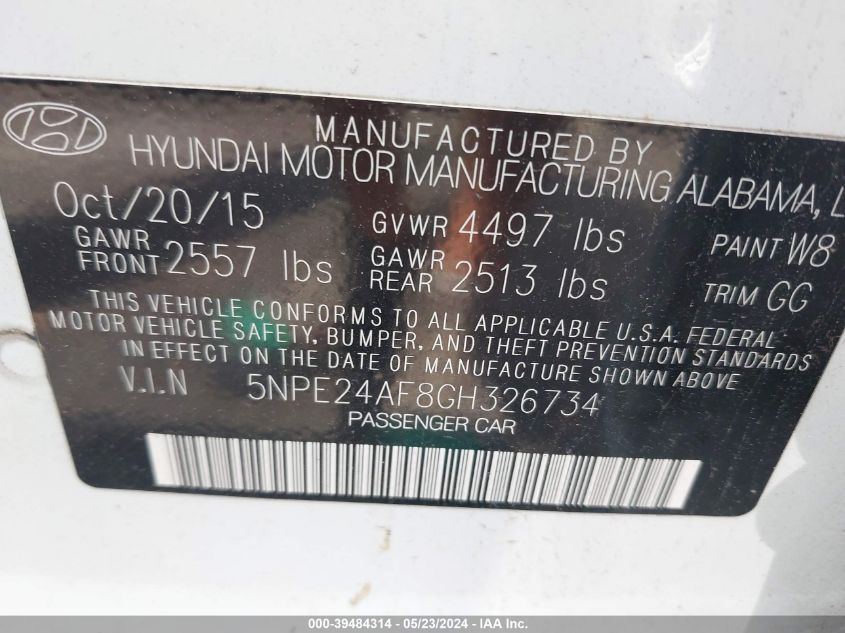 MANUFACTURED BY
HYUNDAI MOTOR MANUFACTURING ALABAMA, L
Oct/20/15 GVWR 4497 lbs PAINT W8
GAWR FRONT 2557 lbs GAWR REAR 2513 lbs TRIM GG
THIS VEHICLE CONFORMS TO ALL APPLICABLE U.S.A. FEDERAL
MOTOR VEHICLE SAFETY, BUMPER, AND THEFT PREVENTION STANDARDS
IN EFFECT ON THE DATE OF MANUFACTURE SHOWN ABOVE.
V.I.N 5NPE24AF8GH326734
PASSENGER CAR
000-39484314 - 05/23/2024 - IAA Inc.